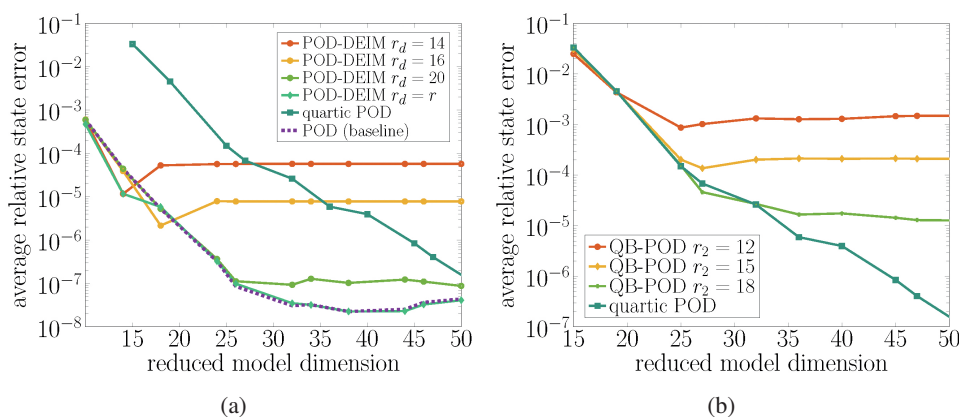 average relative state error
10^{-1}
10^{-2}
10^{-3}
10^{-4}
10^{-5}
10^{-6}
10^{-7}
10^{-8}
POD-DEIM r_d = 14
POD-DEIM r_d = 16
POD-DEIM r_d = 20
POD-DEIM r_d = r
quartic POD
POD (baseline)
15 20 25 30 35 40 45 50
reduced model dimension
(a)
average relative state error
10^{-1}
10^{-2}
10^{-3}
10^{-4}
10^{-5}
10^{-6}
10^{-7}
QB-POD r_2 = 12
QB-POD r_2 = 15
QB-POD r_2 = 18
quartic POD
15 20 25 30 35 40 45 50
reduced model dimension
(b)